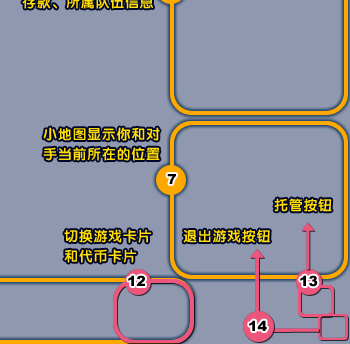 存款、所属队伍信息
小地图显示你和对
手当前所在的位置
7
托管按钮
切换游戏卡片
和代币卡片
退出游戏按钮
12
13
14